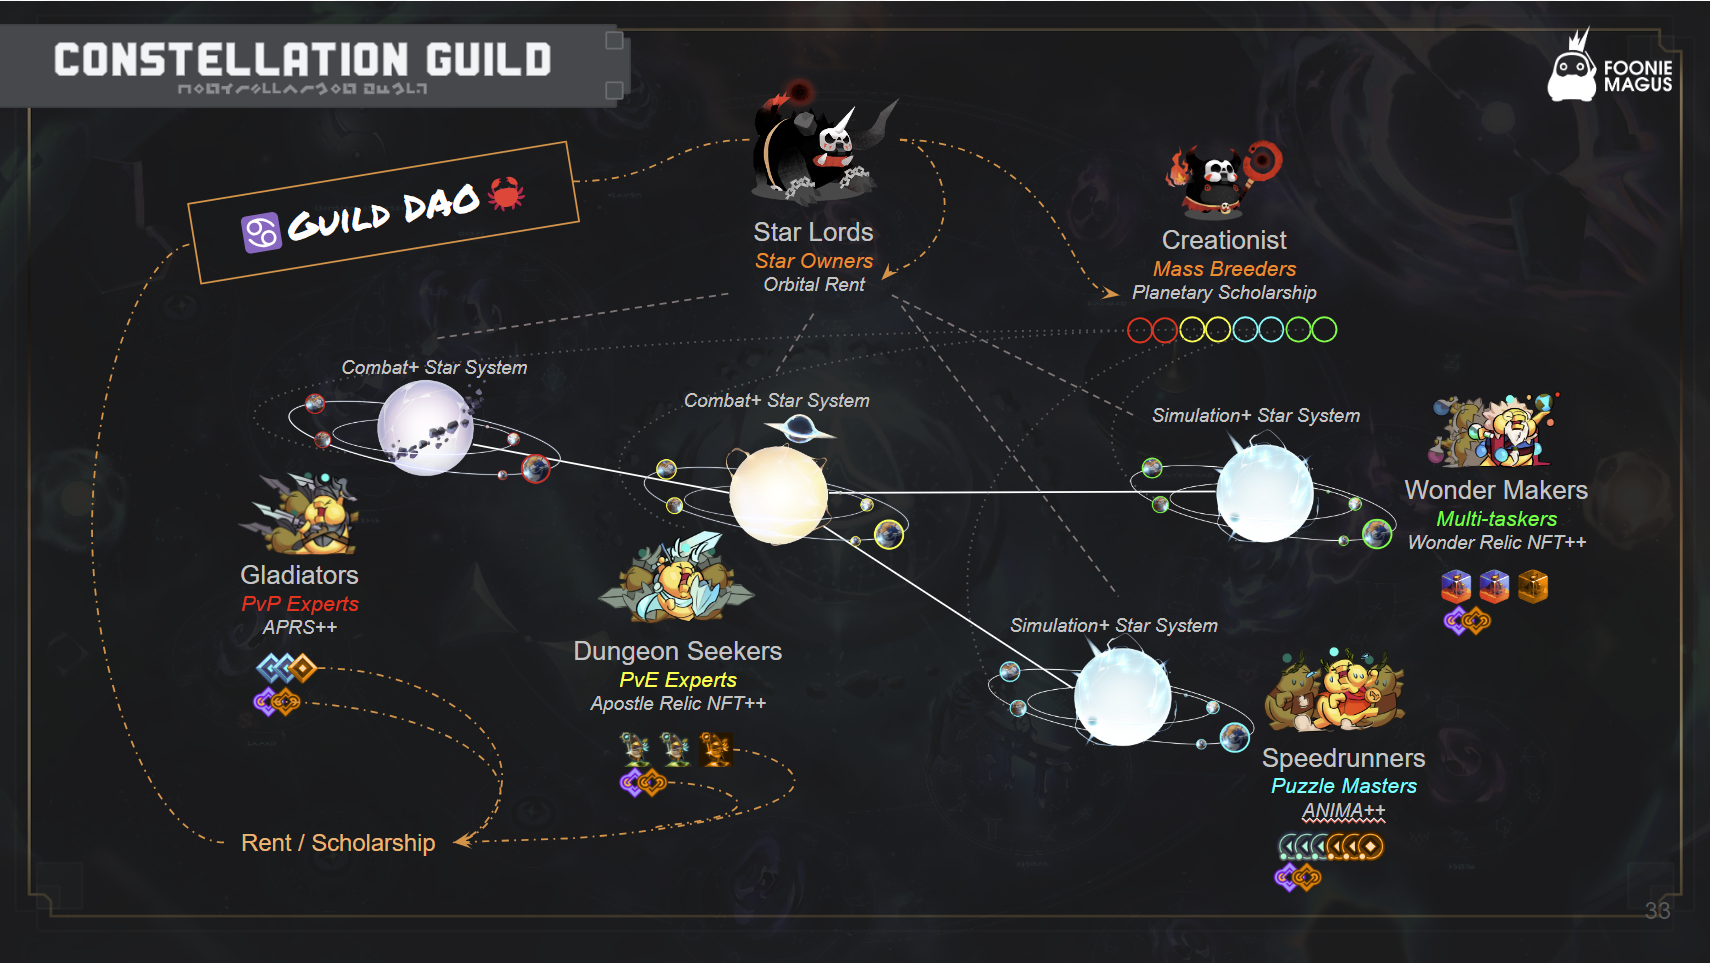 CONSTELLATION GUILD
FOONIE
MAGUS
GUILD DAO
Star Lords
Star Owners
Orbital Rent
Creationist
Mass Breeders
Planetary Scholarship
Combat+ Star System
Combat+ Star System
Simulation+ Star System
Wonder Makers
Multi-taskers
Wonder Relic NFT++
Gladiators
PvP Experts
APRS++
Dungeon Seekers
PvE Experts
Apostle Relic NFT++
Simulation+ Star System
Speedrunners
Puzzle Masters
ANIMA++
Rent / Scholarship
33